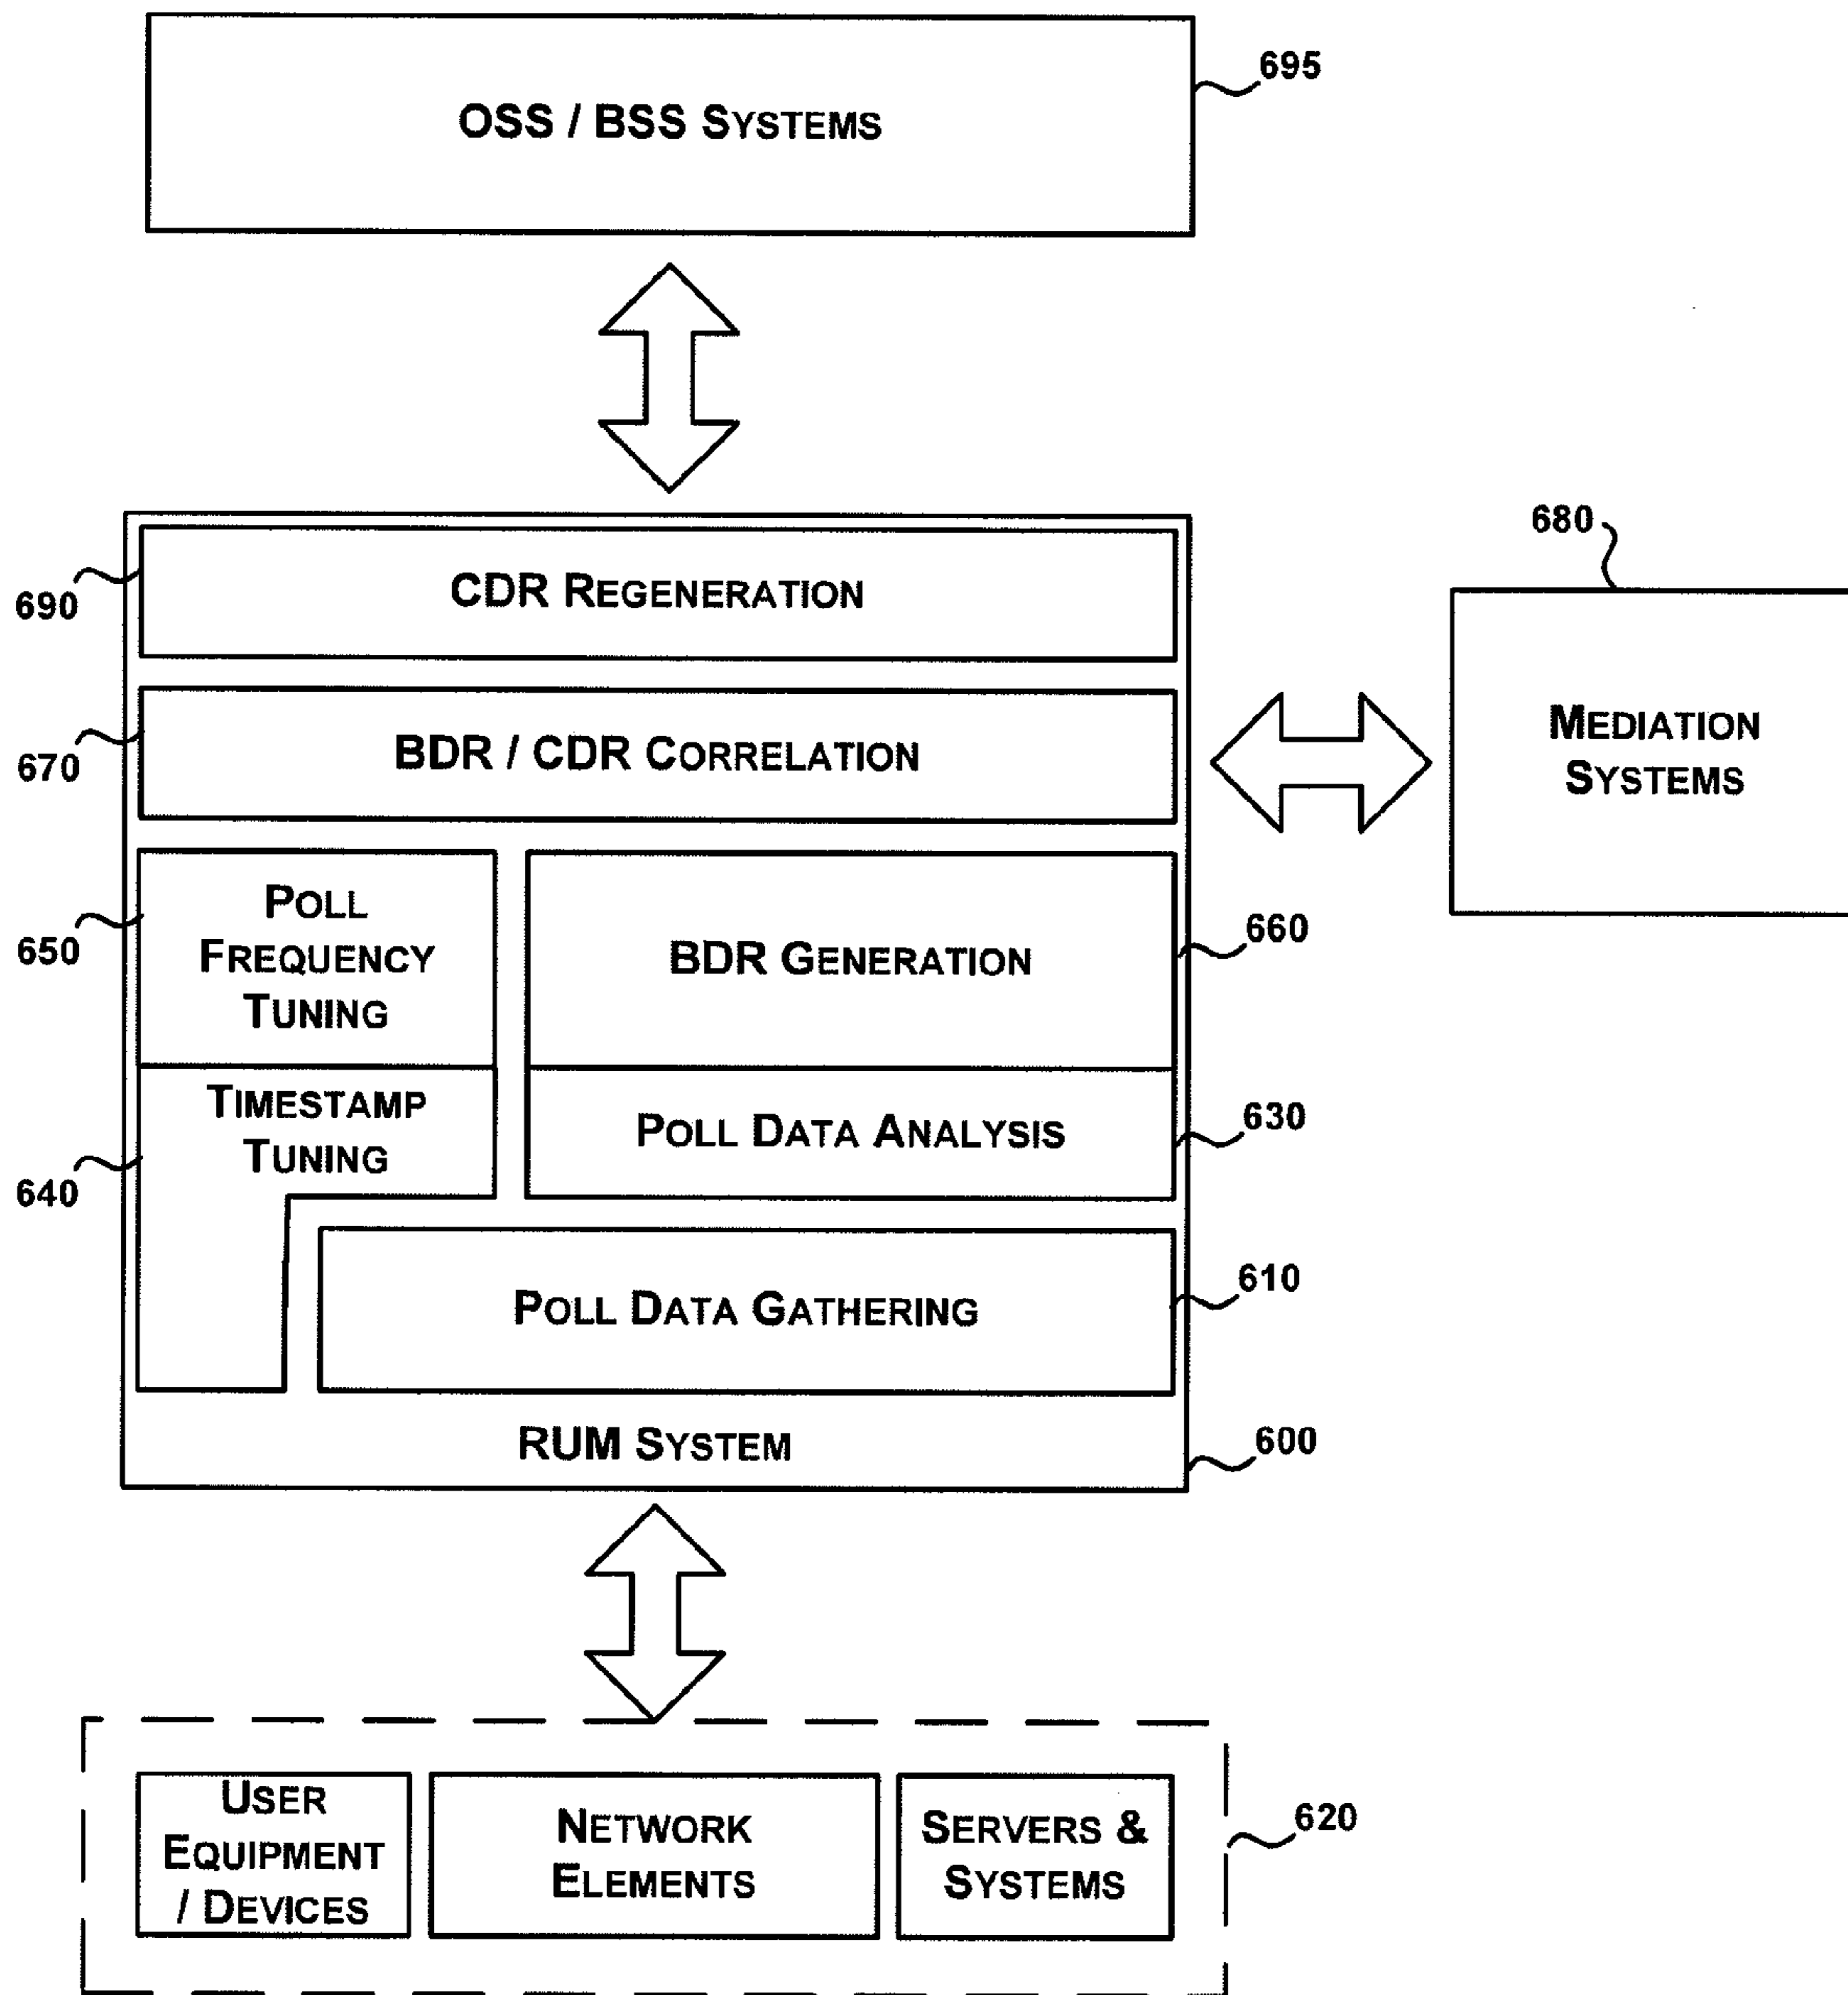 OSS / BSS SYSTEMS
695
CDR REGENERATION
690
680
BDR / CDR CORRELATION
670
MEDIATION
SYSTEMS
POLL
FREQUENCY
TUNING
650
BDR GENERATION
660
TIMESTAMP
TUNING
640
POLL DATA ANALYSIS
630
POLL DATA GATHERING
610
RUM SYSTEM
600
USER
EQUIPMENT
/ DEVICES
NETWORK
ELEMENTS
SERVERS &
SYSTEMS
620